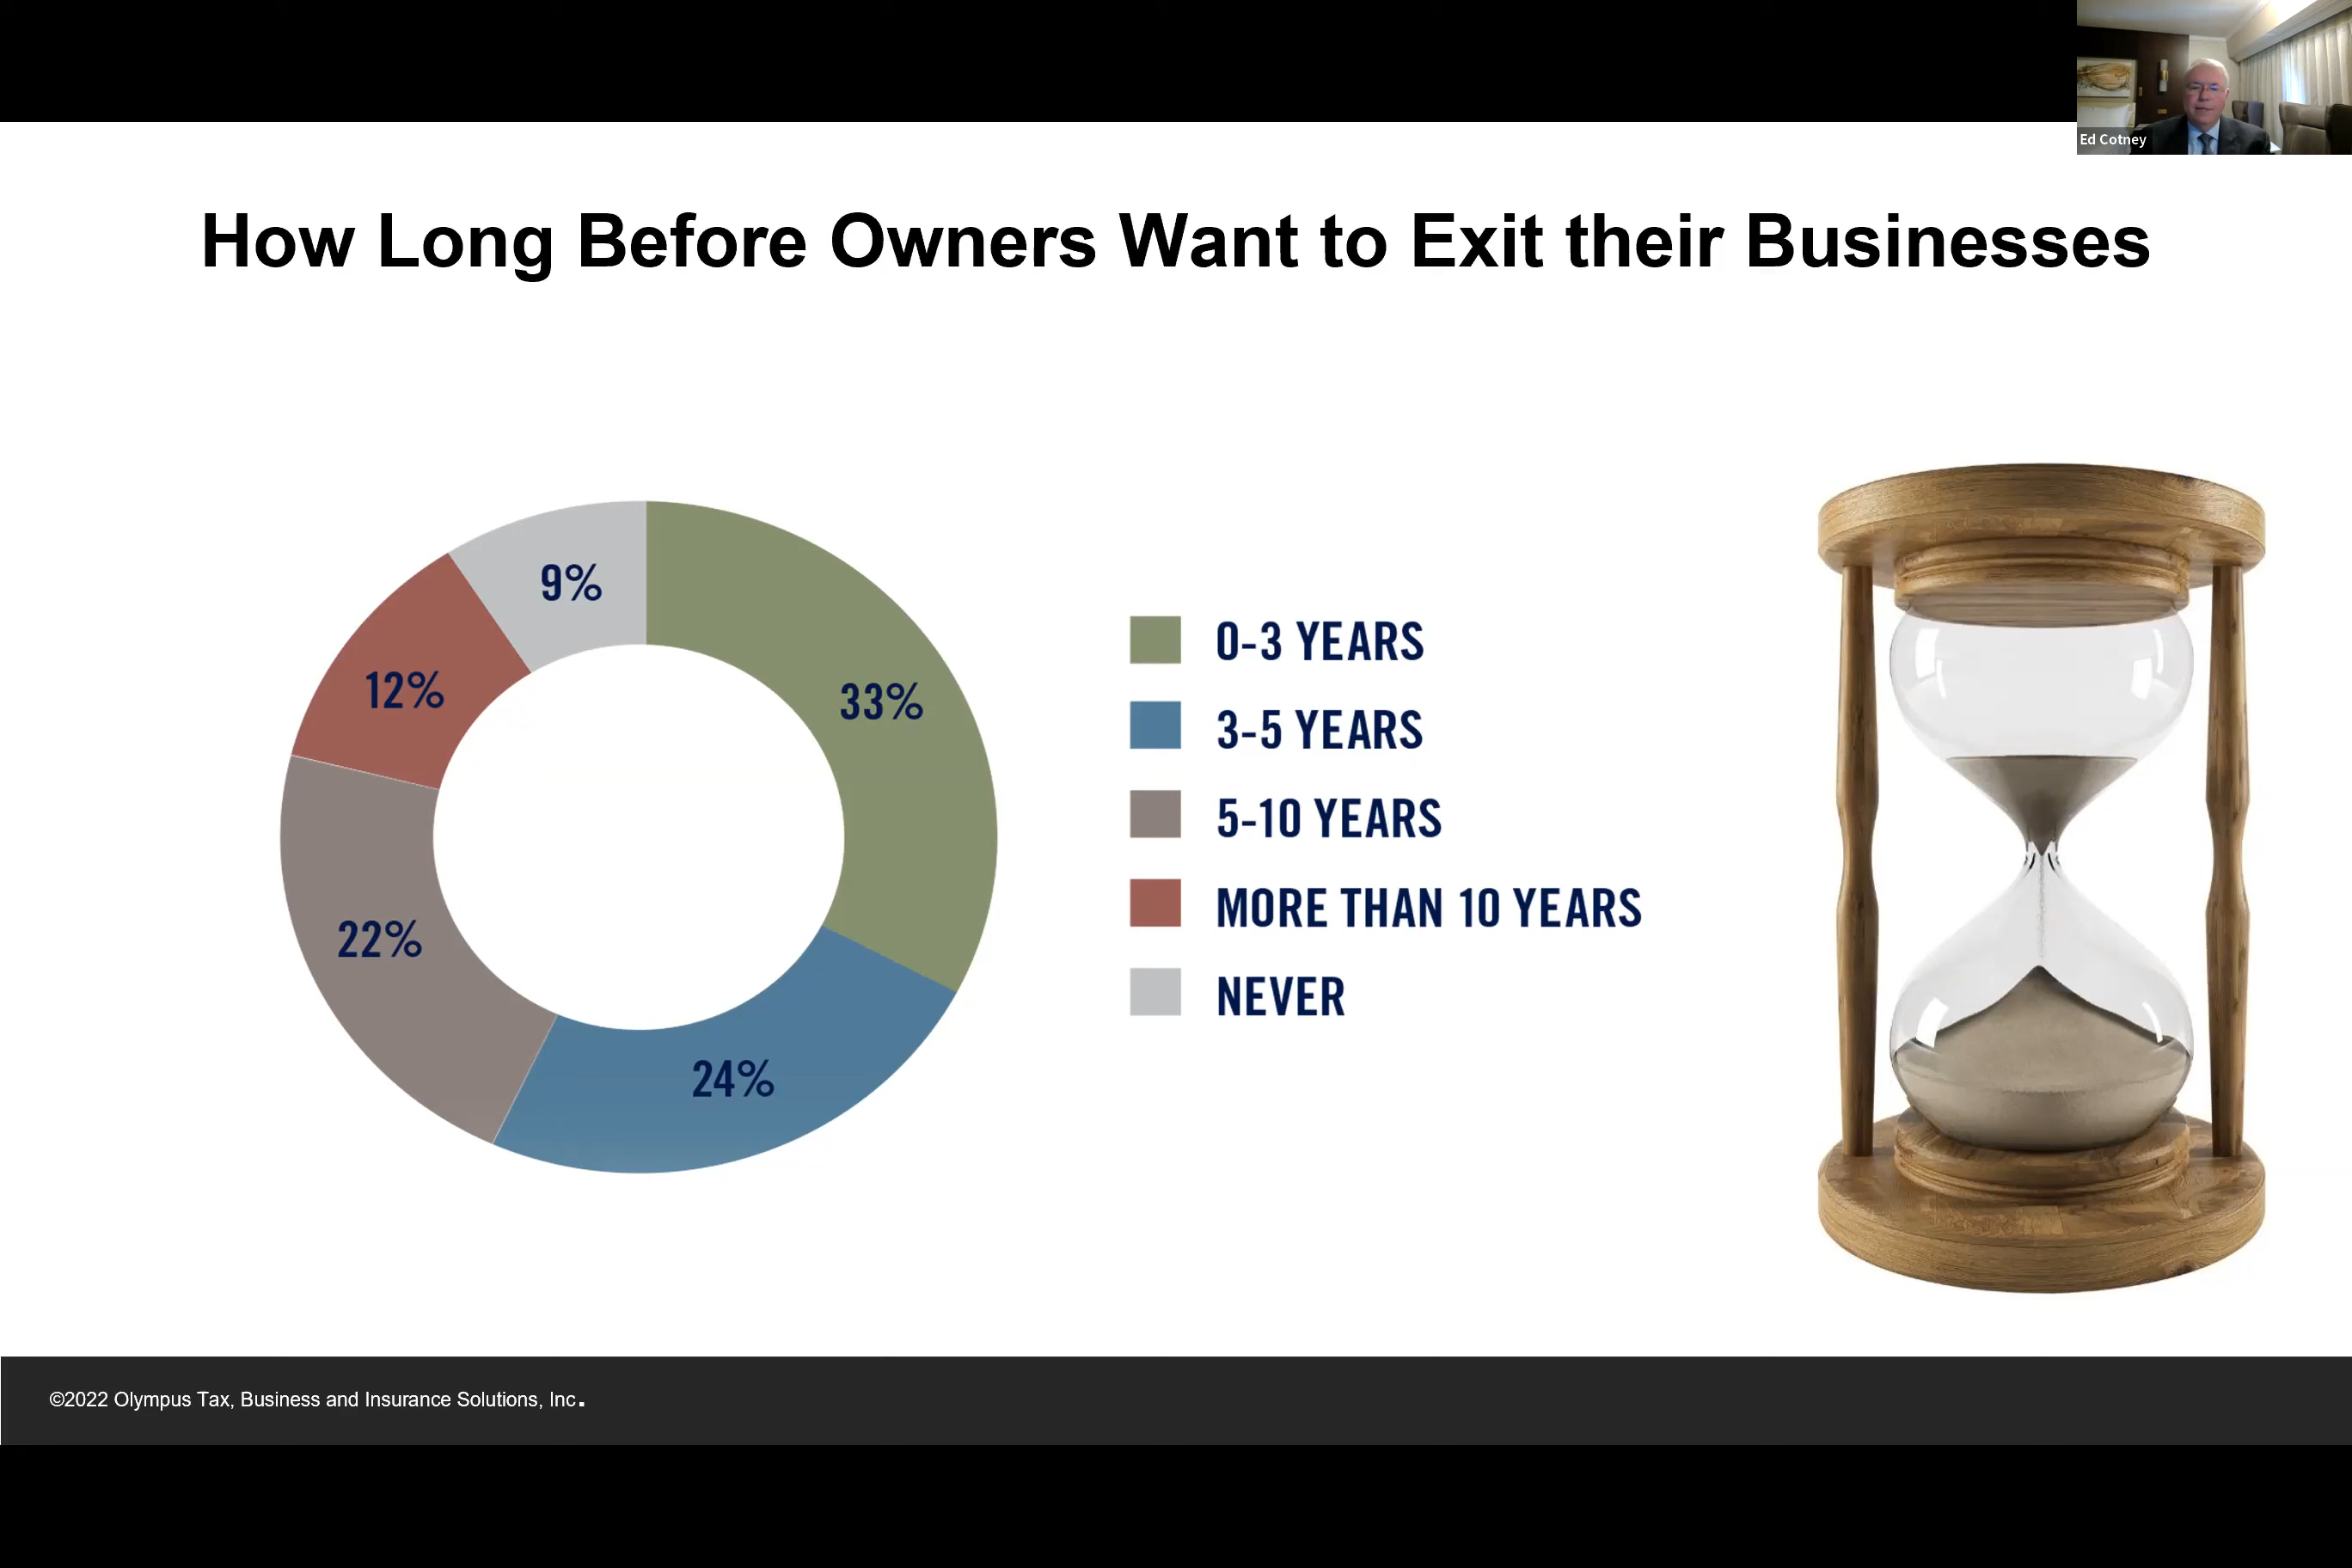 Ed Cotney
How Long Before Owners Want to Exit their Businesses
9%
33%
12%
22%
24%
0-3 YEARS
3-5 YEARS
5-10 YEARS
MORE THAN 10 YEARS
NEVER
©2022 Olympus Tax, Business and Insurance Solutions, Inc.